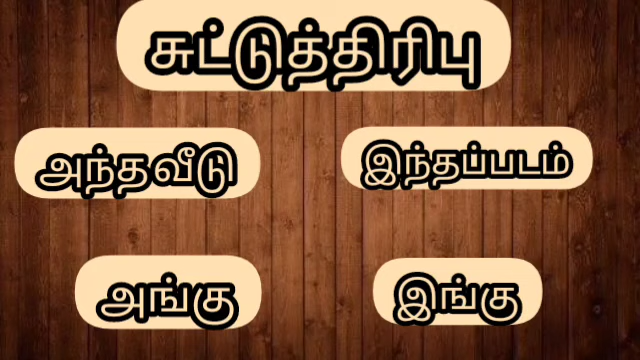 சுட்டுத்திரிபு
அந்தவீடு இந்தப்படம்
அங்கு இங்கு